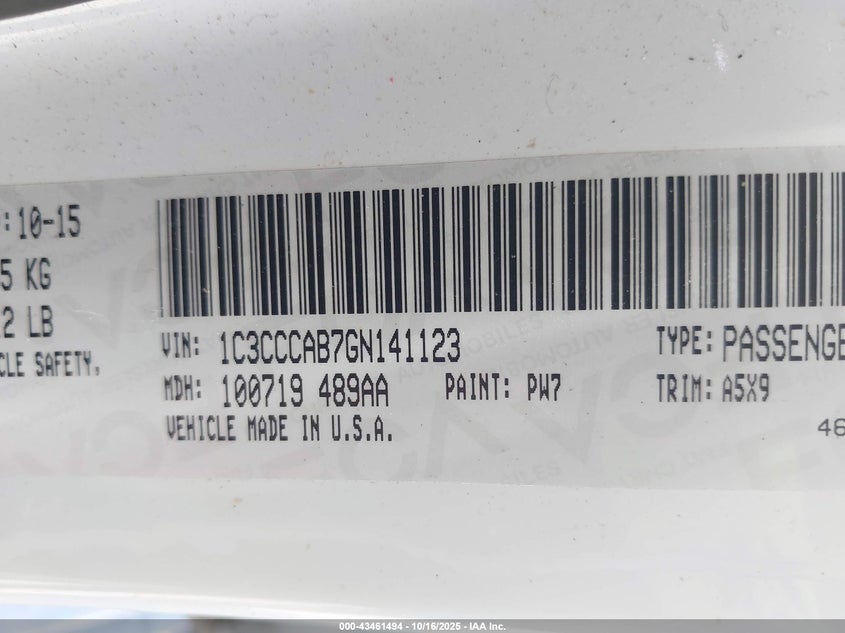 :10-15
5 KG
2 LB
CLE SAFETY,
VIN: 1C3CCCAB7GN141123
TYPE: PASSENGE
MDH: 100719 489AA
PAINT: PW7
TRIM: A5X9
VEHICLE MADE IN U.S.A.
46
000-43461494 - 10/16/2025 - IAA Inc.